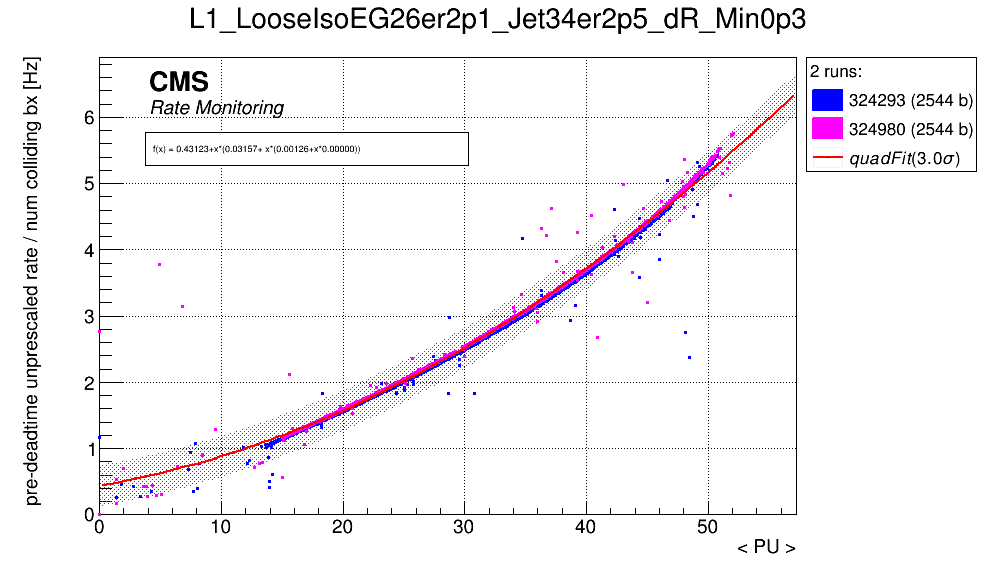 L1_LooseIsoEG26er2p1_Jet34er2p5_dR_Min0p3
pre-deadtime unprescaled rate / num colliding bx [Hz]
CMS
Rate Monitoring
f(x) = 0.43123+x*(0.03157+ x*(0.00126+x*0.00000))
2 runs:
324293 (2544 b)
324980 (2544 b)
quadFit(3.0σ)
6
5
4
3
2
1
0
0 10 20 30 40 50
< PU >